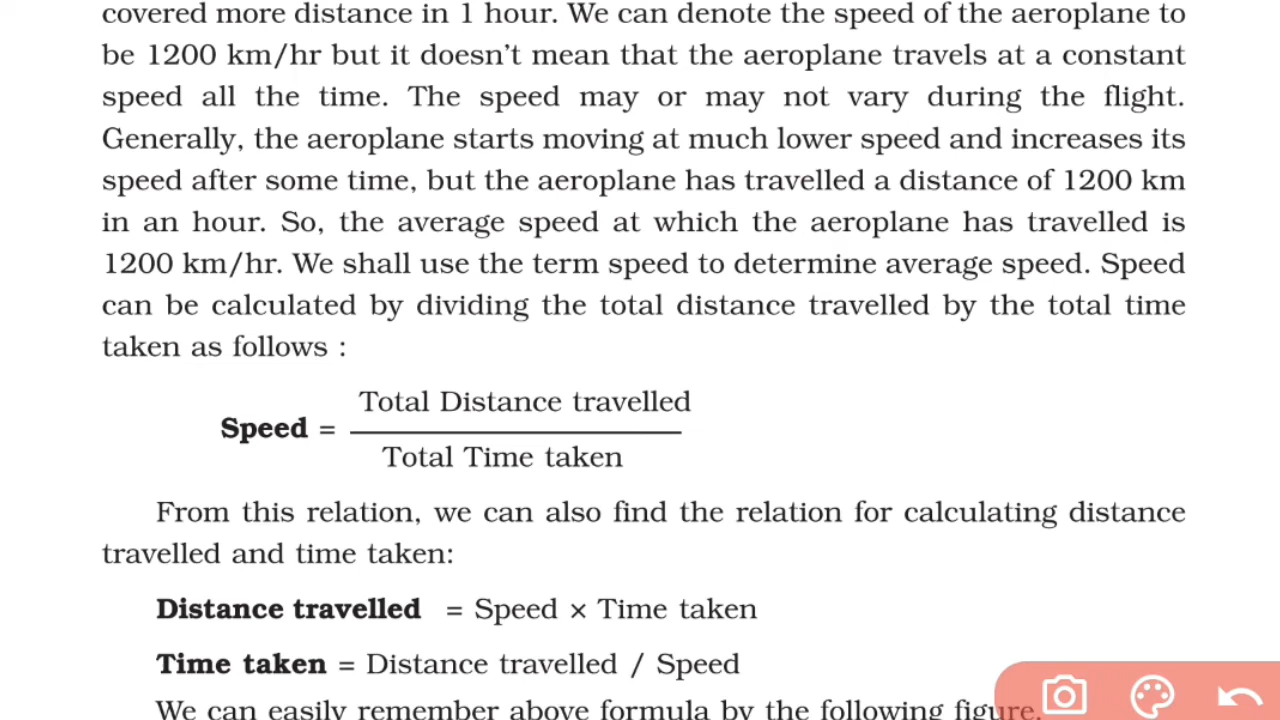 covered more distance in 1 hour. We can denote the speed of the aeroplane to
be 1200 km/hr but it doesn’t mean that the aeroplane travels at a constant
speed all the time. The speed may or may not vary during the flight.
Generally, the aeroplane starts moving at much lower speed and increases its
speed after some time, but the aeroplane has travelled a distance of 1200 km
in an hour. So, the average speed at which the aeroplane has travelled is
1200 km/hr. We shall use the term speed to determine average speed. Speed
can be calculated by dividing the total distance travelled by the total time
taken as follows :
Total Distance travelled
Speed =
Total Time taken
From this relation, we can also find the relation for calculating distance
travelled and time taken:
Distance travelled = Speed × Time taken
Time taken = Distance travelled / Speed
We can easily remember above formula by the following figure.